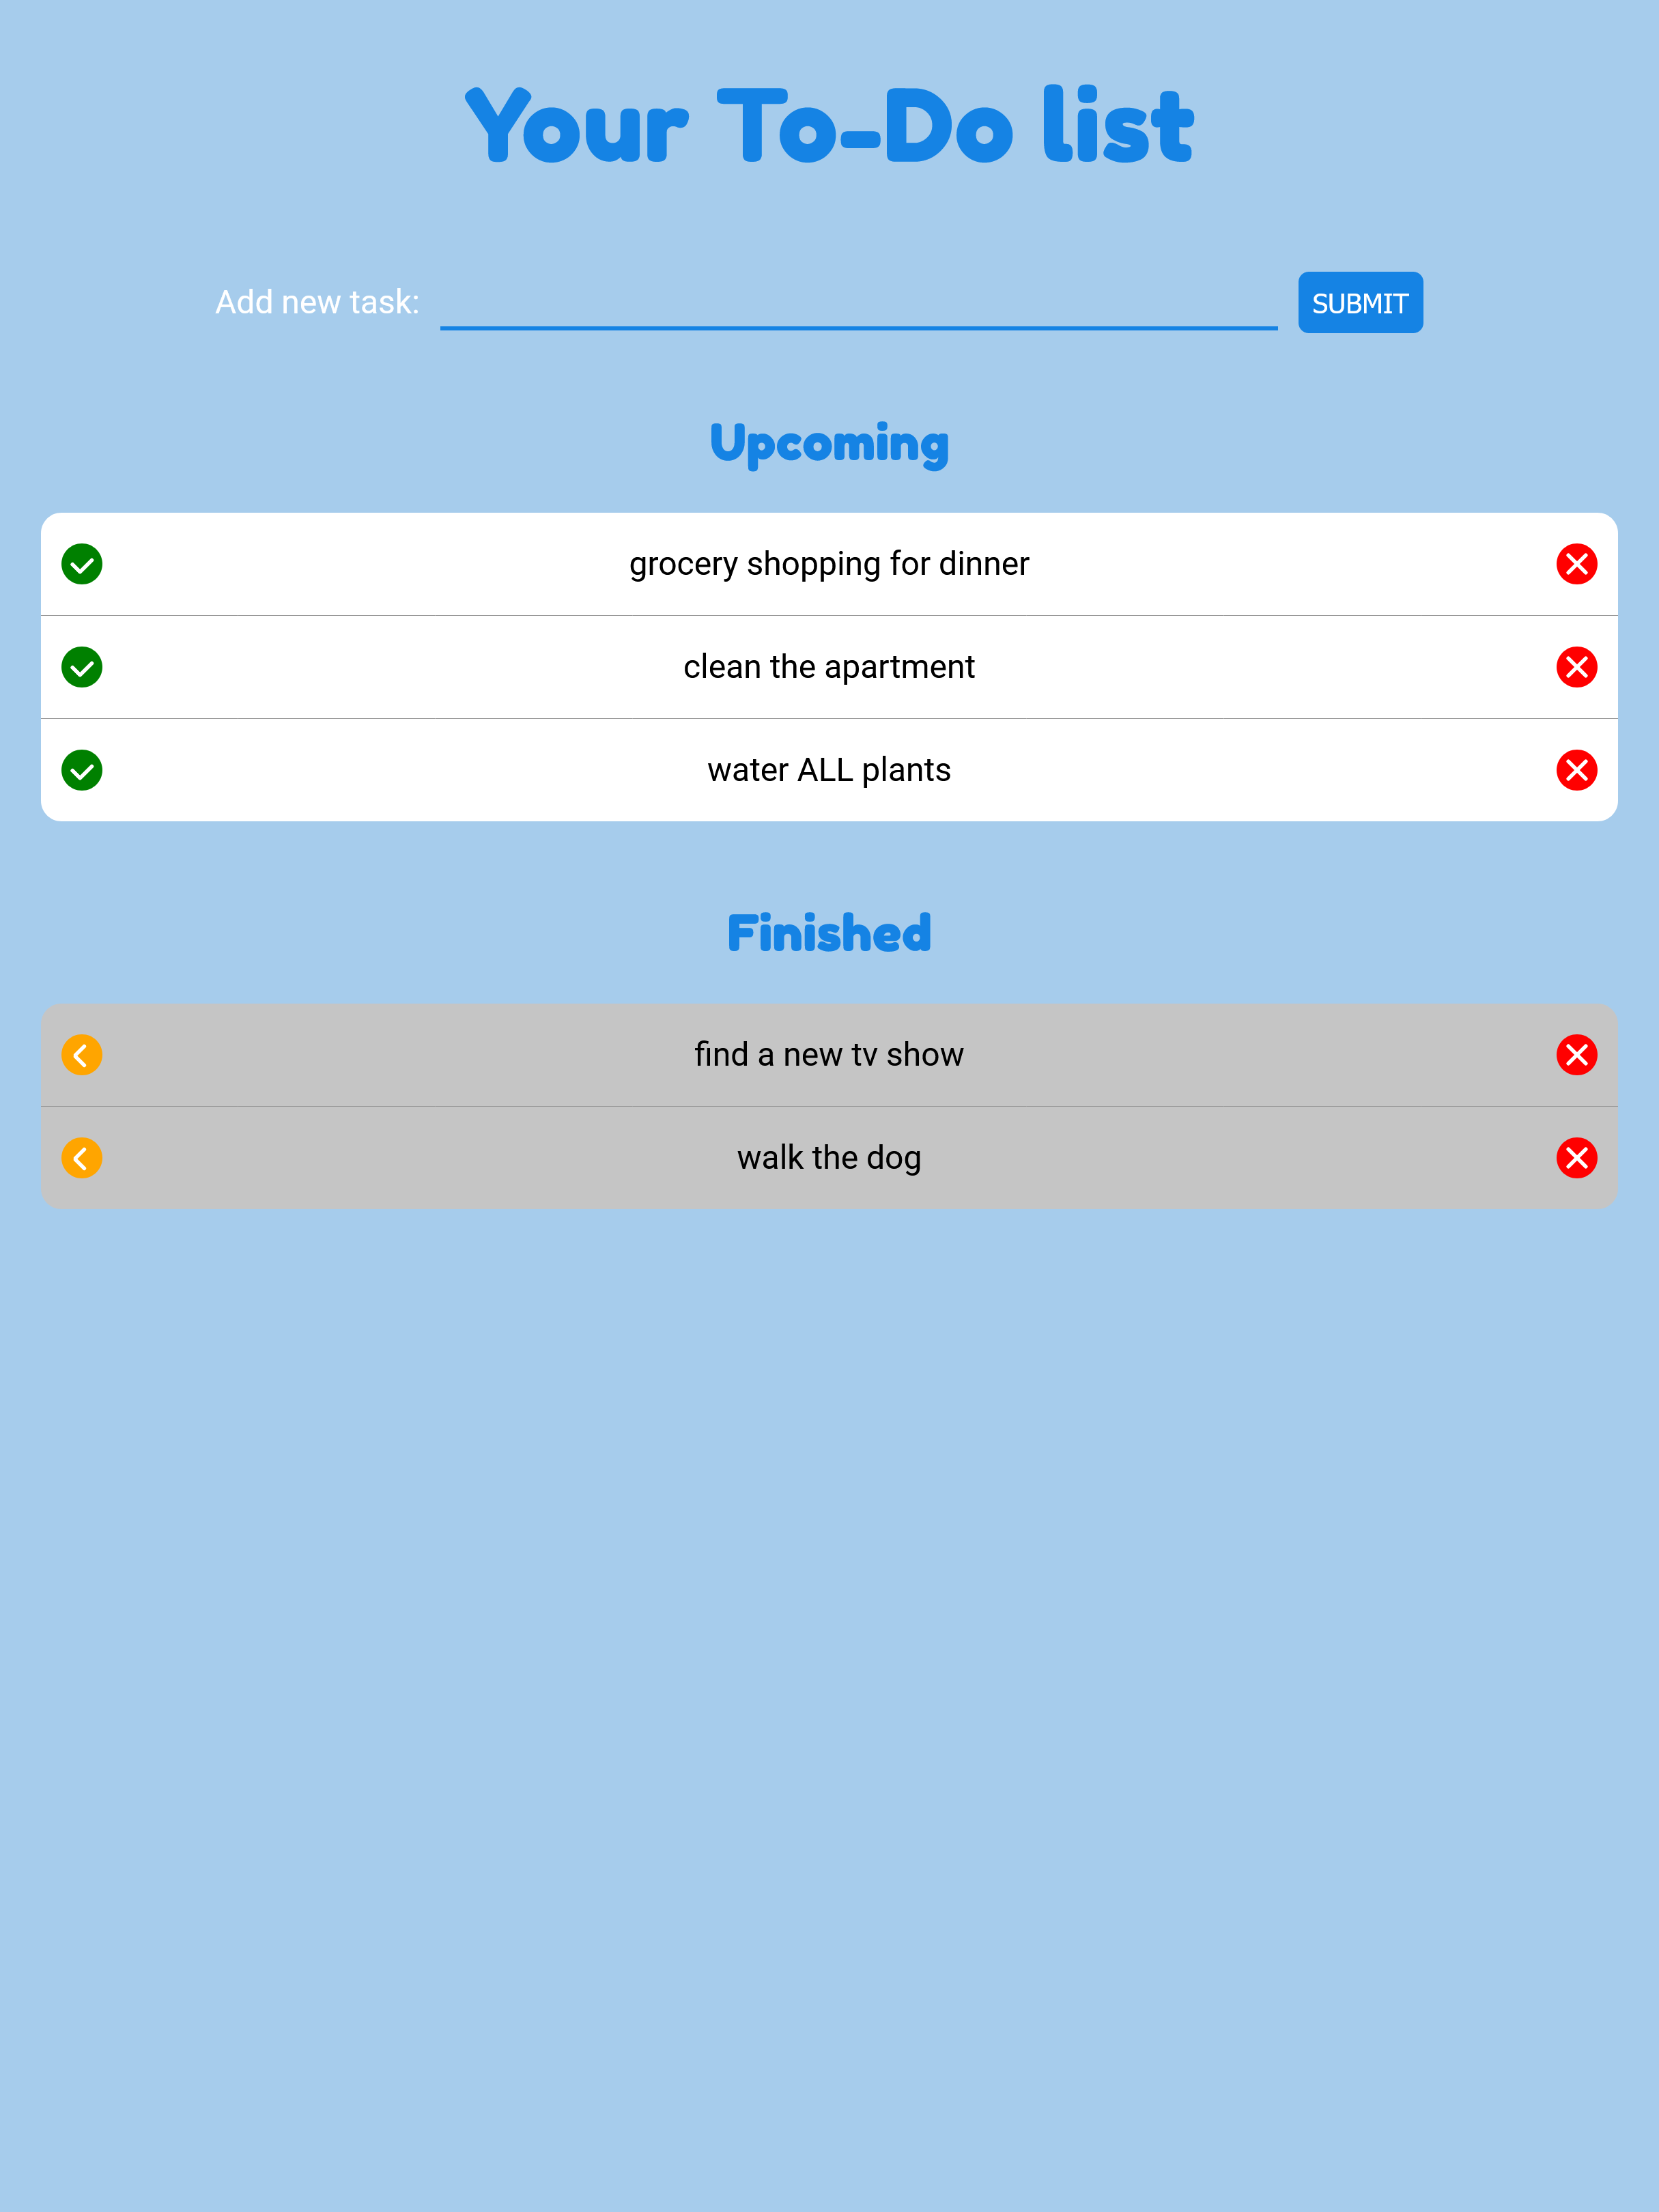 Your To-Do list
Add new task: SUBMIT
Upcoming
grocery shopping for dinner
clean the apartment
water ALL plants
Finished
find a new tv show
walk the dog